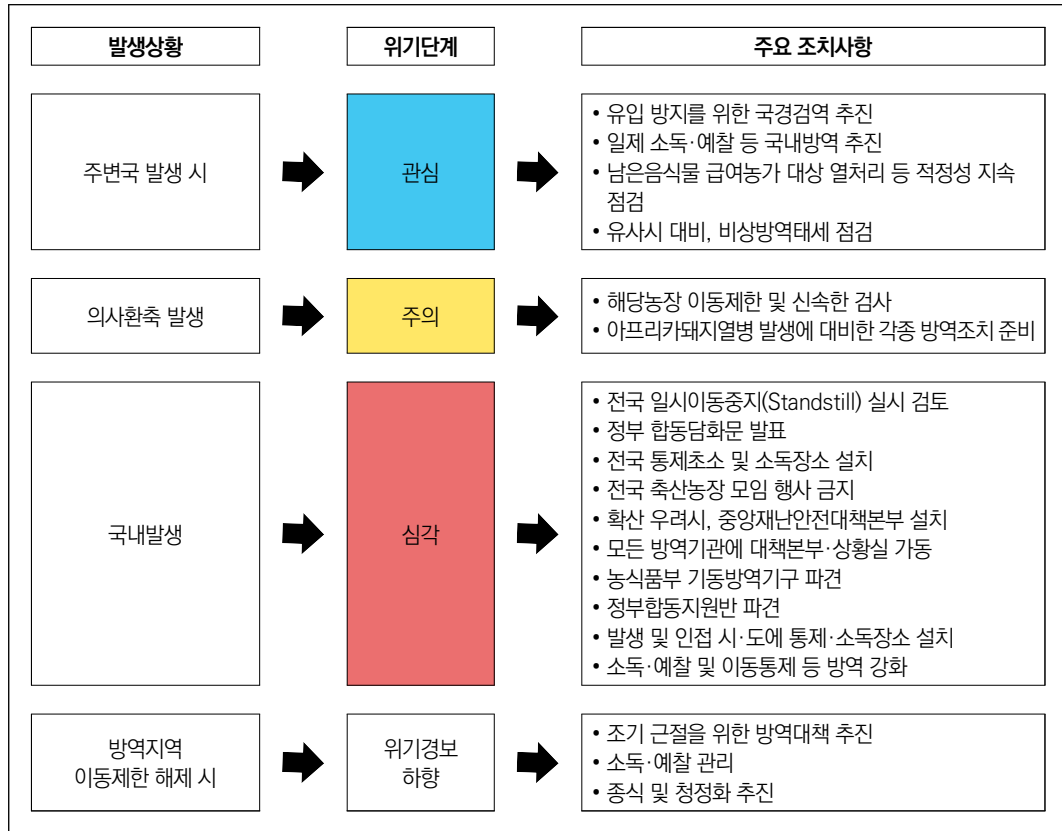 발생상황
위기단계
주요 조치사항
주변국 발생 시
관심
• 유입 방지를 위한 국경검역 추진
• 일제 소독·예찰 등 국내방역 추진
• 남은음식물 급여농가 대상 열처리 등 적정성 지속
점검
• 유사시 대비, 비상방역태세 점검
의사환축 발생
주의
• 해당농장 이동제한 및 신속한 검사
• 아프리카돼지열병 발생에 대비한 각종 방역조치 준비
국내발생
심각
• 전국 일시이동중지(Standstill) 실시 검토
• 정부 합동담화문 발표
• 전국 통제초소 및 소독장소 설치
• 전국 축산농장 모임 행사 금지
• 확산 우려시, 중앙재난안전대책본부 설치
• 모든 방역기관에 대책본부·상황실 가동
• 농식품부 기동방역기구 파견
• 정부합동지원반 파견
• 발생 및 인접 시·도에 통제·소독장소 설치
• 소독·예찰 및 이동통제 등 방역 강화
방역지역
이동제한 해제 시
위기경보
하향
• 조기 근절을 위한 방역대책 추진
• 소독·예찰 관리
• 종식 및 청정화 추진